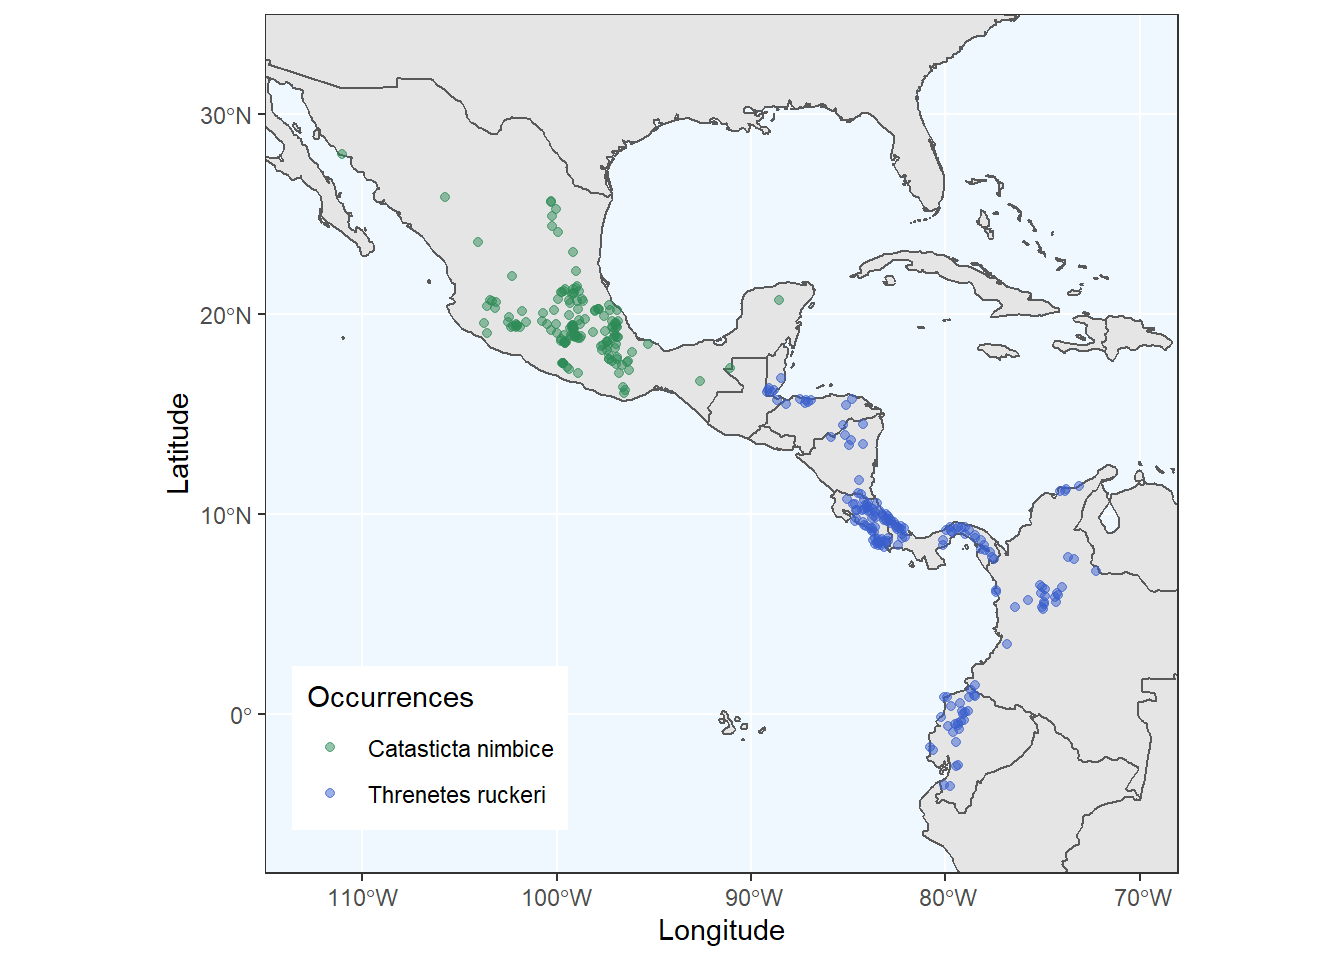 30°N
20°N
10°N
0°
Latitude
Occurrences
Catasticta nimbice
Threnetes ruckeri
110°W
100°W
90°W
80°W
70°W
Longitude